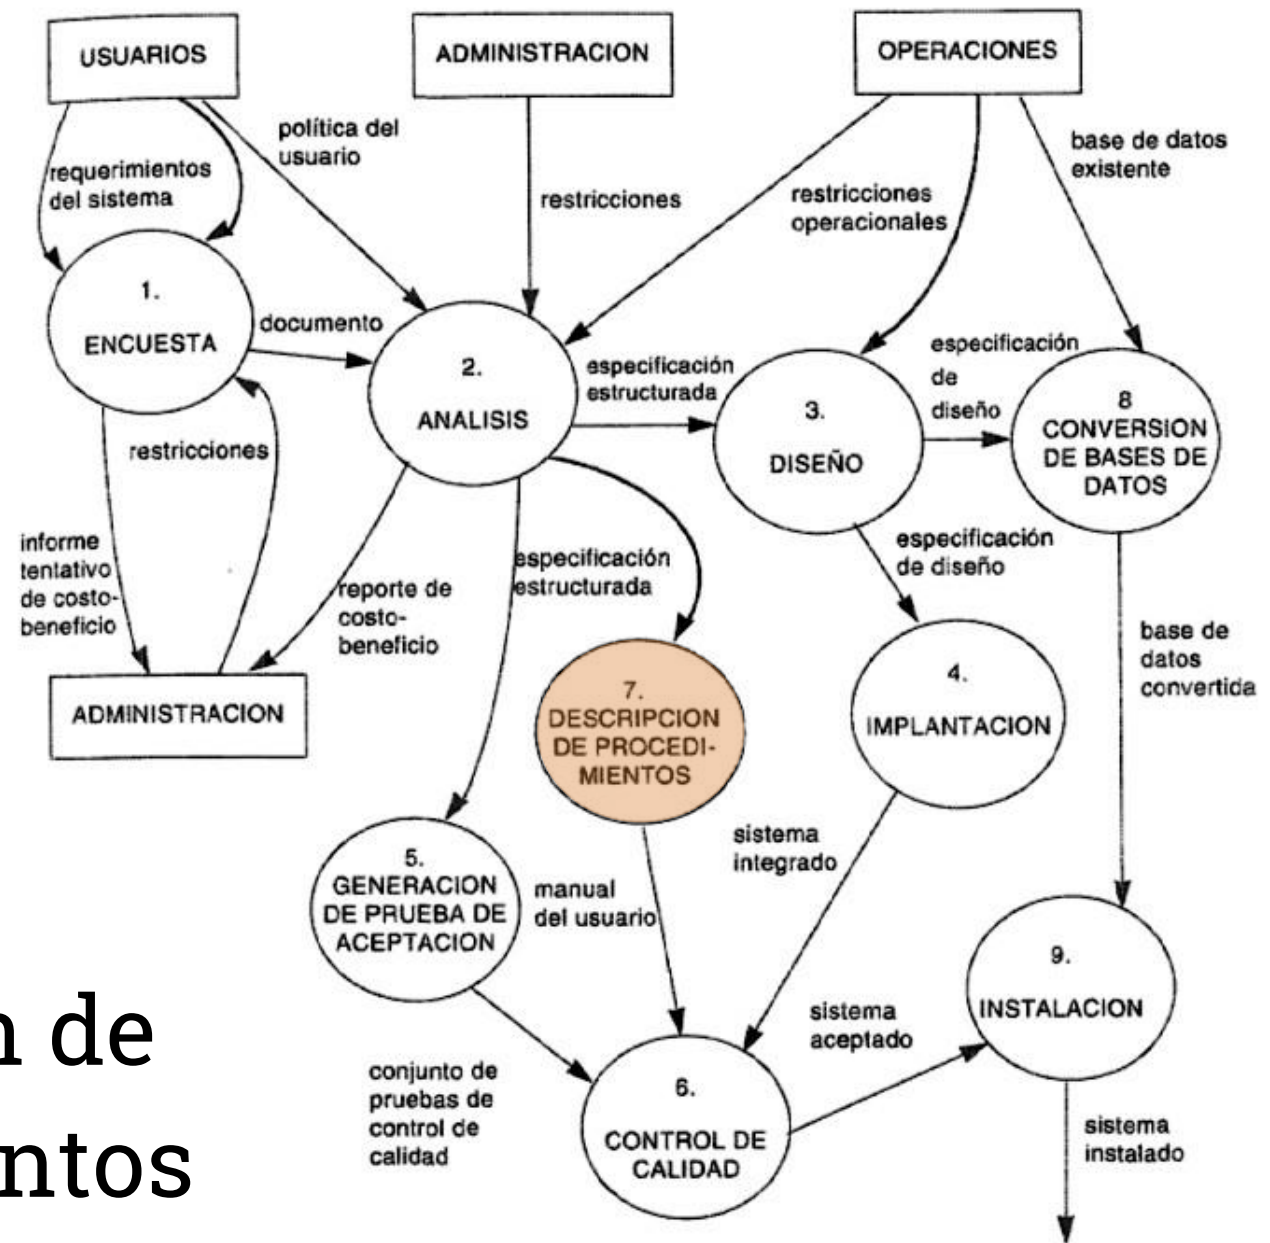 USUARIOS
ADMINISTRACION
OPERACIONES
política del
usuario
requerimientos
del sistema
restricciones
restricciones
operacionales
base de datos
existente
1.
ENCUESTA
documento
2.
ANALISIS
especificación
estructurada
3.
DISEÑO
especificación
de
diseño
8
CONVERSION
DE BASES DE
DATOS
restricciones
informe
tentativo
de costo-
beneficio
reporte de
costo-
beneficio
especificación
estructurada
especificación
de diseño
ADMINISTRACION
7.
DESCRIPCION
DE PROCEDI-
MIENTOS
4.
IMPLANTACION
base de
datos
convertida
sistema
integrado
5.
GENERACION
DE PRUEBA DE
ACEPTACION
manual
del usuario
9.
INSTALACION
sistema
aceptado
conjunto de
pruebas de
control de
calidad
6.
CONTROL DE
CALIDAD
sistema
instalado
n de
ntos